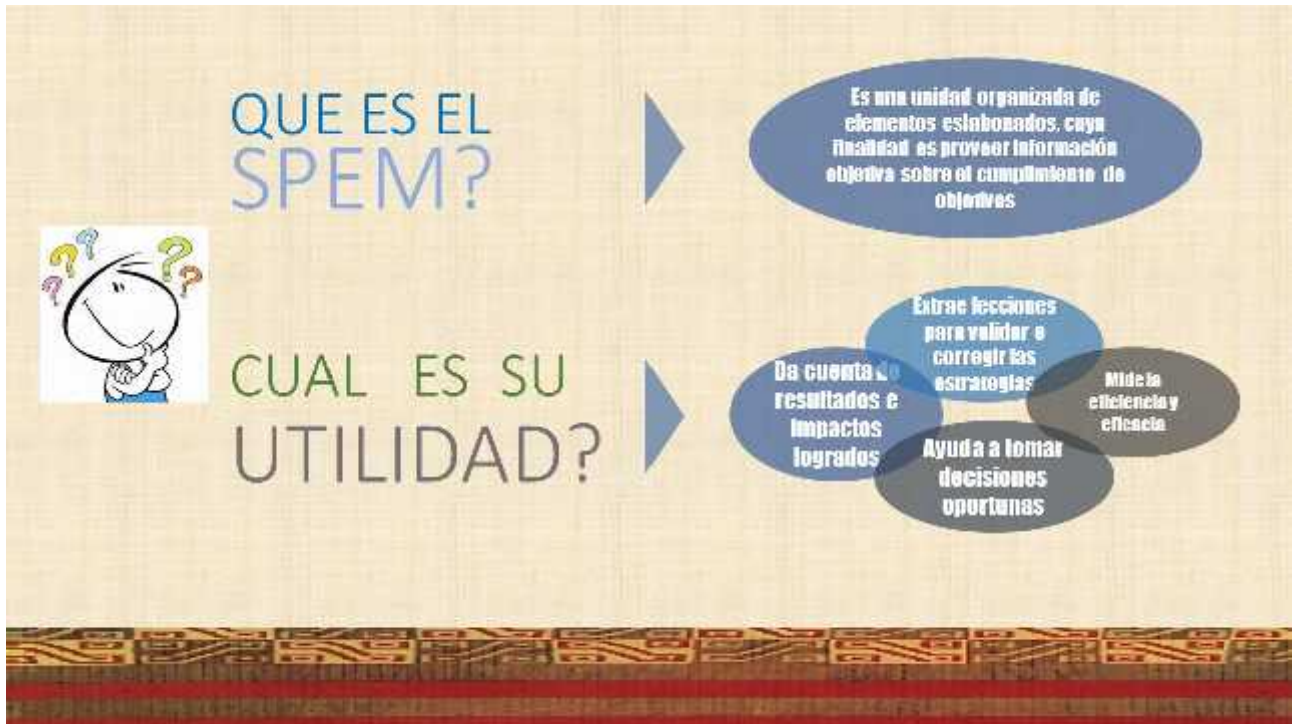 QUE ES EL
SPEM?
Es una unidad organizada de
elementos eslabonados, cuya
finalidad es proveer información
objetiva sobre el cumplimiento de
objetivos
CUAL ES SU
UTILIDAD?
Extrae lecciones
para validar o
corregir las
estrategias
Da cuenta de
resultados e
impactos
logrados
Mide la
eficiencia y
eficacia
Ayuda a tomar
decisiones
oportunas